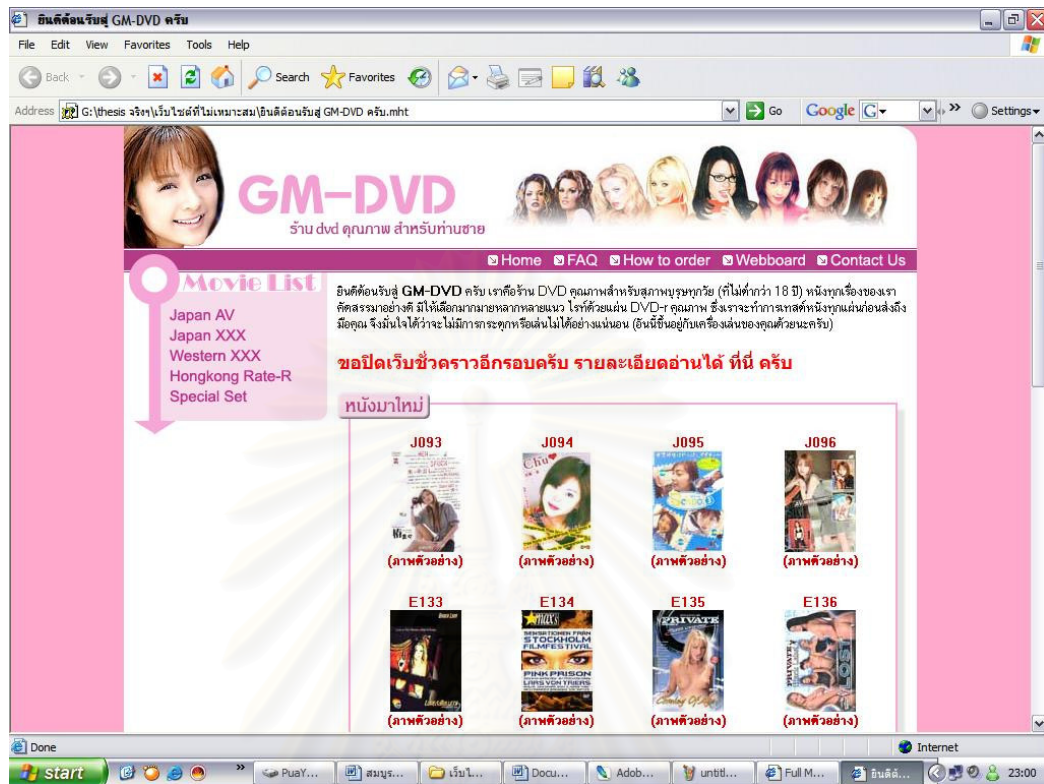 ยินดีต้อนรับสู่ GM-DVD ครับ
File Edit View Favorites Tools Help
Back Search Favorites
Address G:\thesis จริงๆ\เว็บไซต์ที่ไม่เหมาะสม\ยินดีต้อนรับสู่ GM-DVD ครับ.mht Go Google G Settings
GM-DVD
ร้าน dvd คุณภาพ สำหรับท่านชาย
Home FAQ How to order Webboard Contact Us
Movie List
Japan AV
Japan XXX
Western XXX
Hongkong Rate-R
Special Set
ยินดีต้อนรับสู่ GM-DVD ครับ เราคือร้าน DVD คุณภาพสำหรับสุภาพบุรุษทุกวัย (ที่ไม่ต่ำกว่า 18 ปี) หนังทุกเรื่องของเรา
คัดสรรมาอย่างดี มีให้เลือกมากมายหลากหลายแนว ไรท์ด้วยแผ่น DVD-r คุณภาพ ซึ่งเราจะทำการเทสต์หนังทุกแผ่นก่อนส่งถึง
มือคุณ จึงมั่นใจได้ว่าจะไม่มีการกระตุกหรือเล่นไม่ได้อย่างแน่นอน (อันนี้ขึ้นอยู่กับเครื่องเล่นของคุณด้วยนะครับ)
ขอปิดเว็บชั่วคราวอีกรอบครับ รายละเอียดอ่านได้ ที่นี่ ครับ
หนังมาใหม่
J093 J094 J095 J096
Chu
(ภาพตัวอย่าง) (ภาพตัวอย่าง) (ภาพตัวอย่าง) (ภาพตัวอย่าง)
E133 E134 E135 E136
max's
PRIVATE
STOCKHOLM
FILMFESTIVAL
PINK PRISON
LARS VON TRIERS
(ภาพตัวอย่าง) (ภาพตัวอย่าง) (ภาพตัวอย่าง) (ภาพตัวอย่าง)
Done Internet
start PuaY... สมบูร... เว็บไ... Docu... Adob... untitl... Full M... ยินดีต้... 23:00